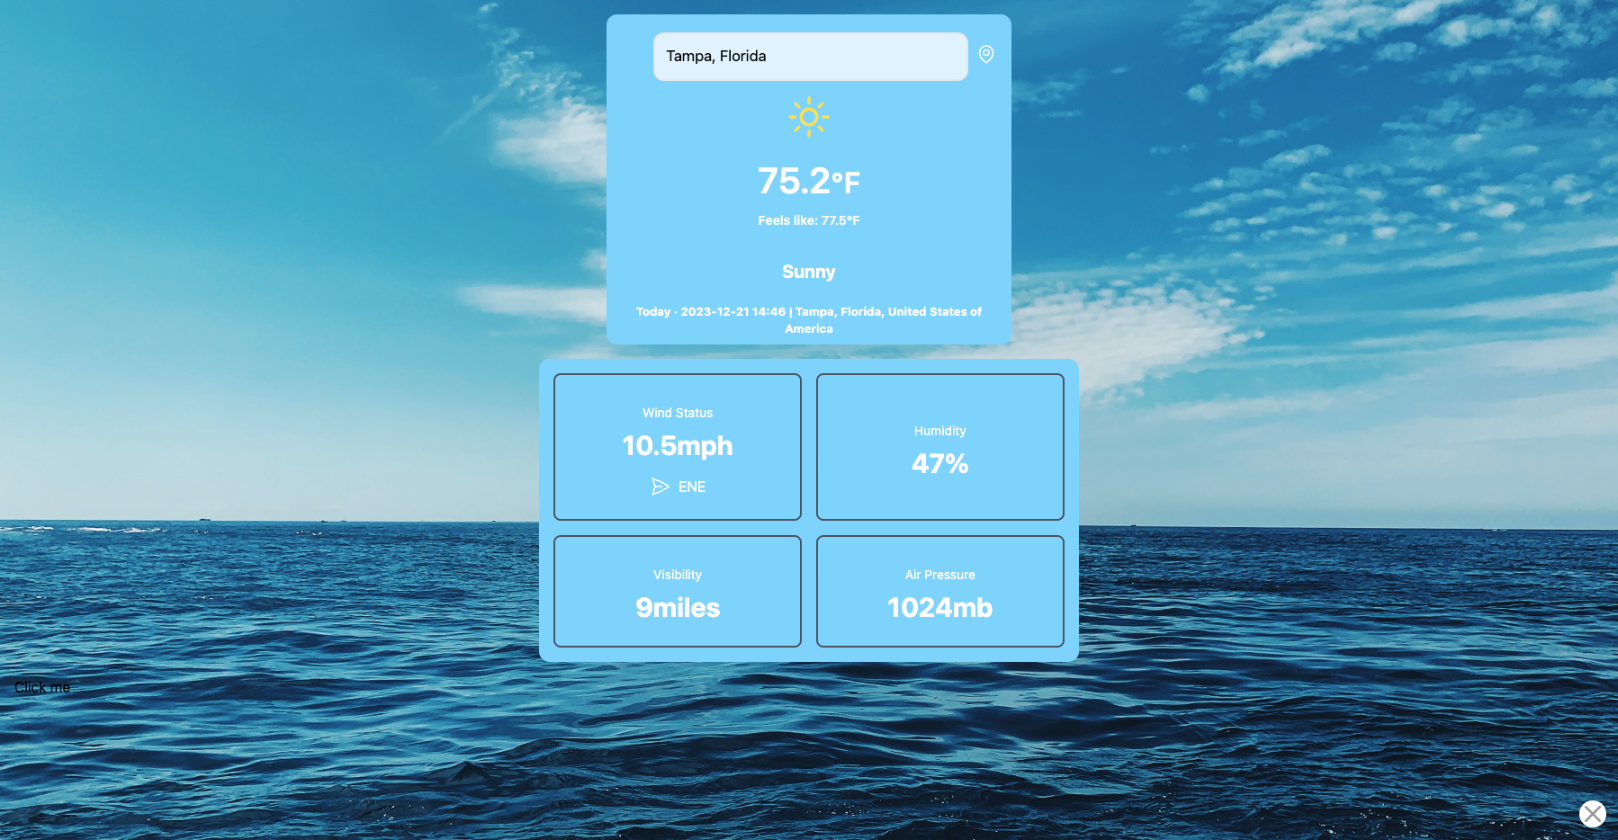 Tampa, Florida
75.2°F
Feels like: 77.5°F
Sunny
Today · 2023-12-21 14:46 | Tampa, Florida, United States of
America
Wind Status
10.5mph
ENE
Humidity
47%
Visibility
9miles
Air Pressure
1024mb
Click me